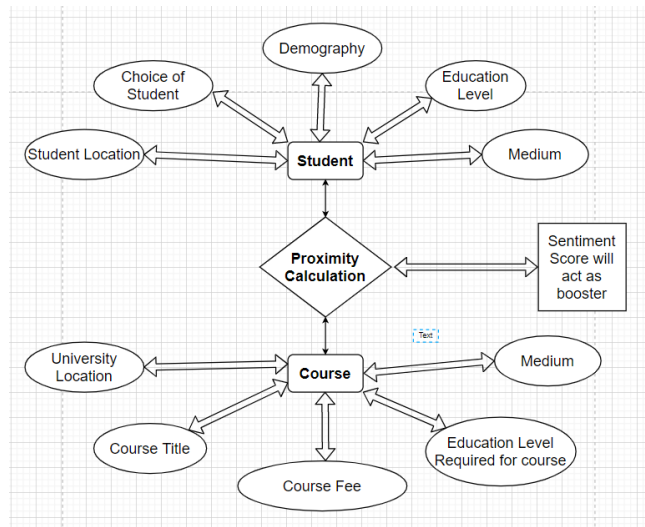 Demography
Choice of
Student
Education
Level
Student Location
Student
Medium
Proximity
Calculation
Sentiment
Score will
act as
booster
Text
University
Location
Course
Medium
Course Title
Education Level
Required for course
Course Fee